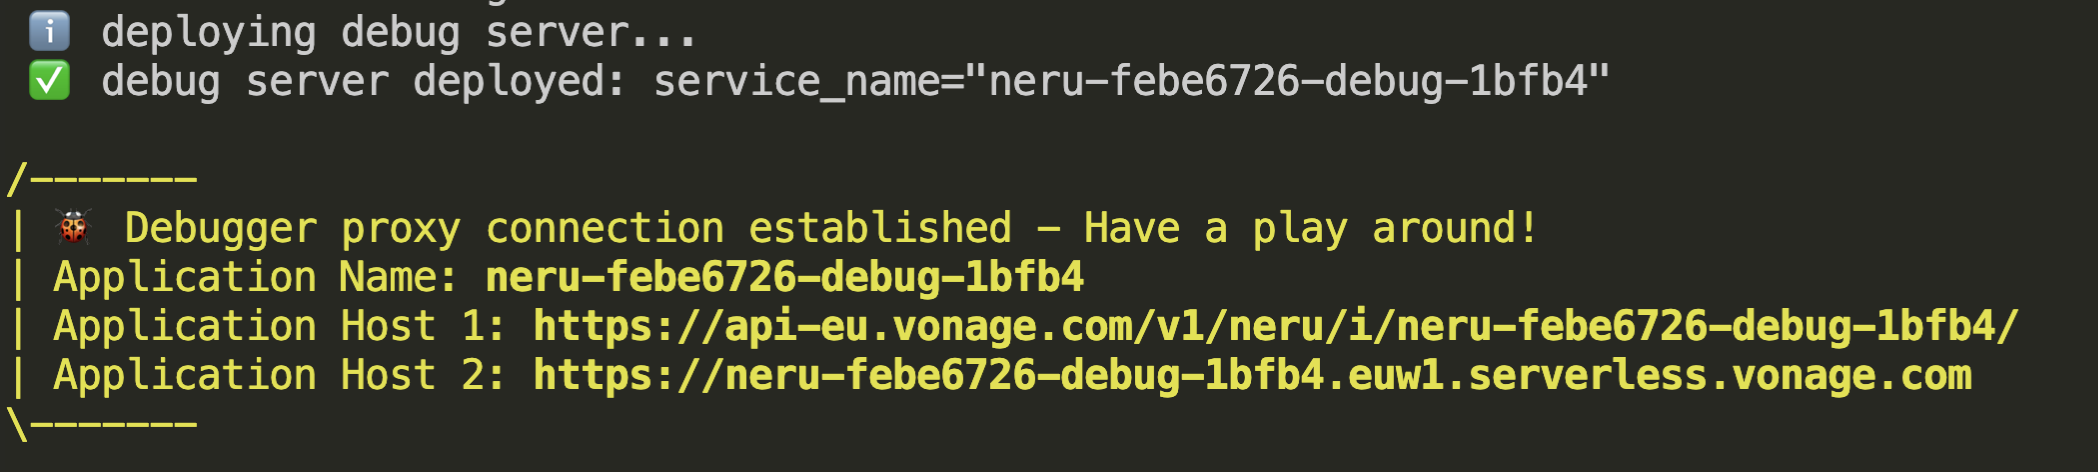 ℹ️ deploying debug server...
✅ debug server deployed: service_name="neru-febe6726-debug-1bfb4"
/-------
| 🐞 Debugger proxy connection established - Have a play around!
| Application Name: neru-febe6726-debug-1bfb4
| Application Host 1: https://api-eu.vonage.com/v1/neru/i/neru-febe6726-debug-1bfb4/
| Application Host 2: https://neru-febe6726-debug-1bfb4.euw1.serverless.vonage.com
\-------